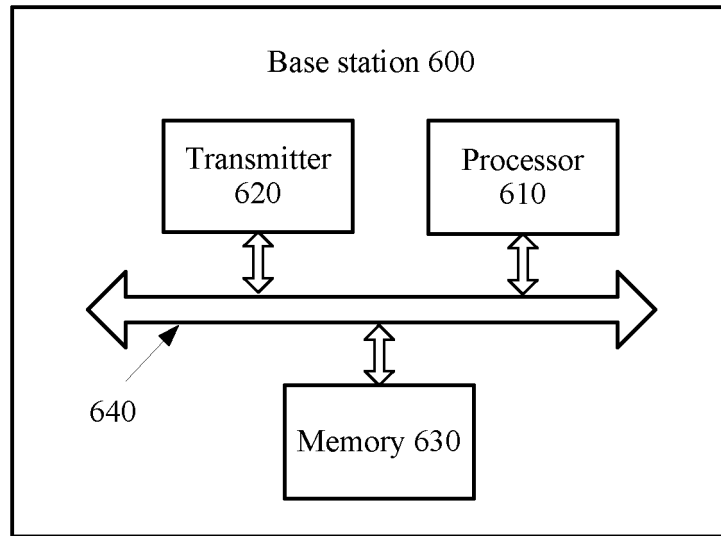 Base station 600
Transmitter
620
Processor
610
640
Memory 630